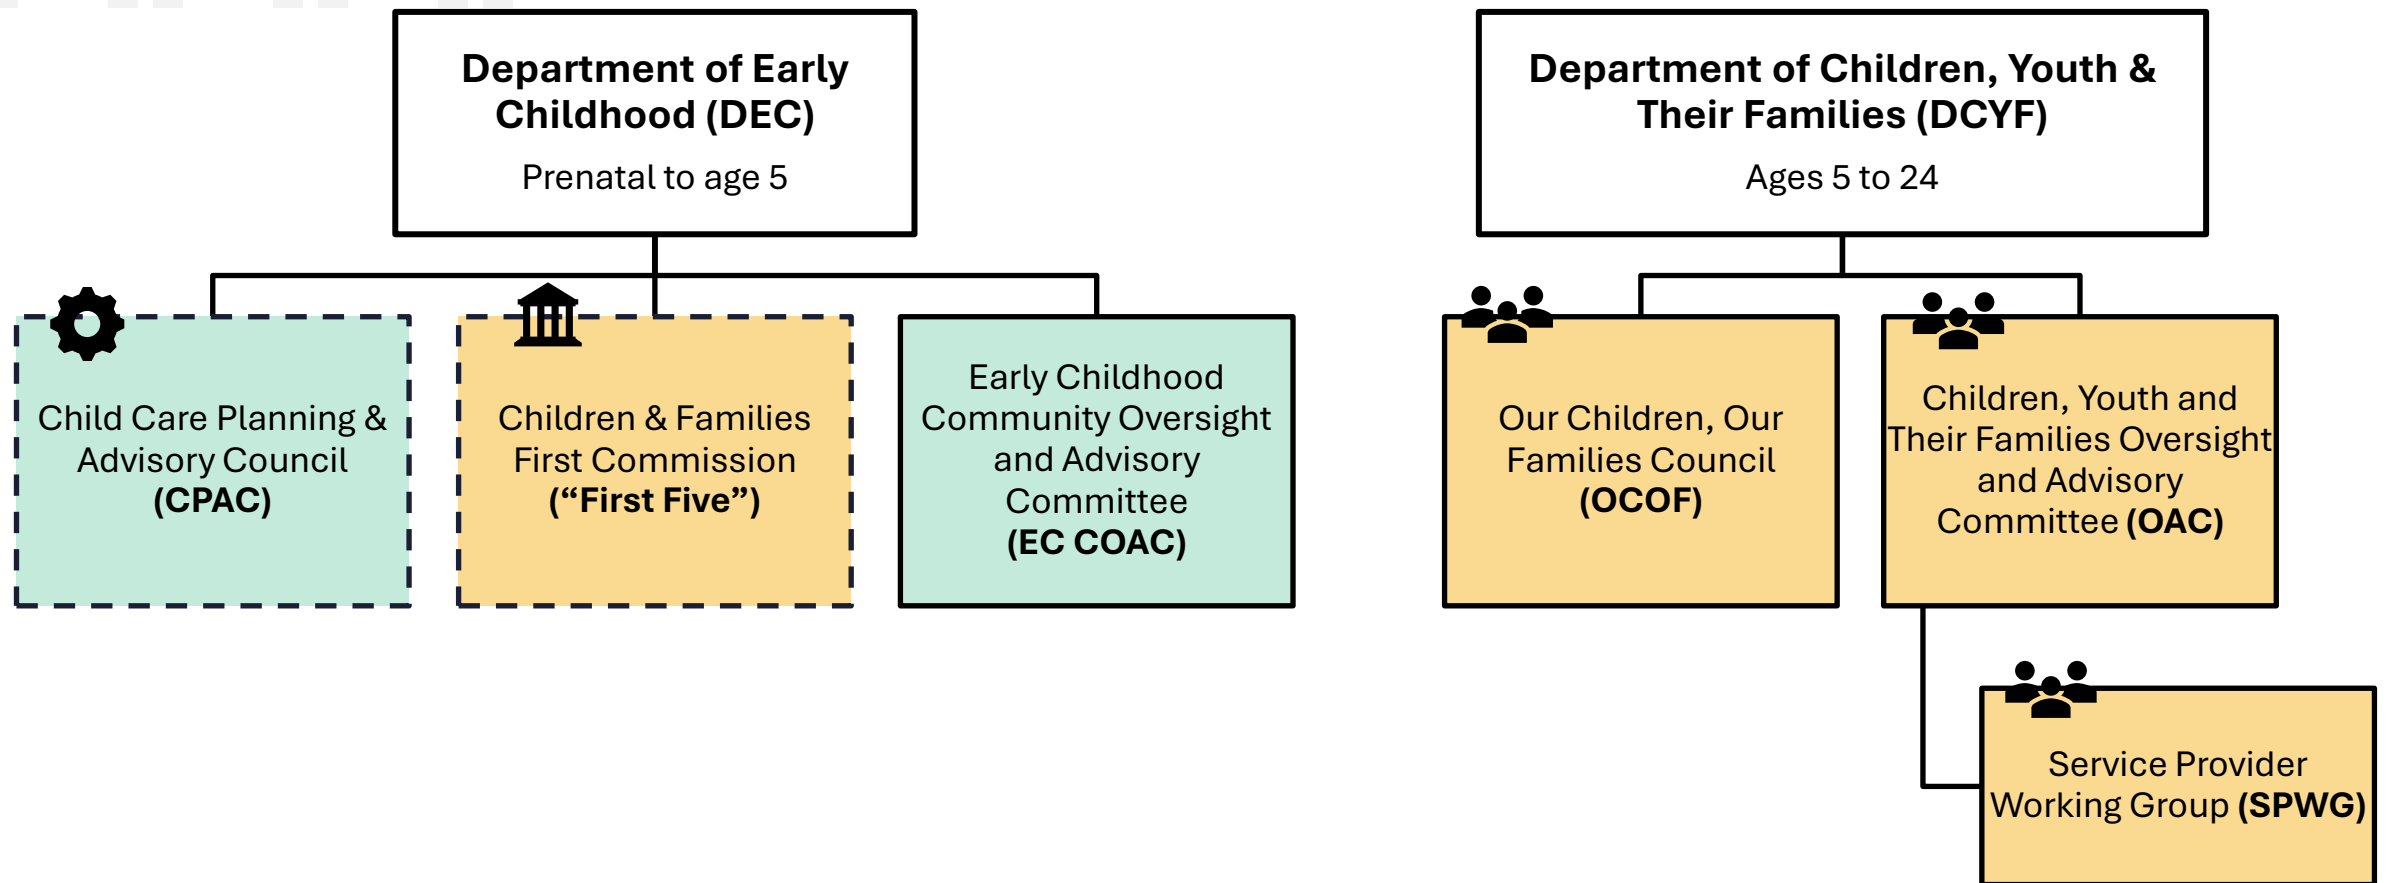 Department of Early
Childhood (DEC)
Prenatal to age 5
Department of Children, Youth &
Their Families (DCYF)
Ages 5 to 24
Child Care Planning &
Advisory Council
(CPAC)
Children & Families
First Commission
(“First Five”)
Early Childhood
Community Oversight
and Advisory
Committee
(EC COAC)
Our Children, Our
Families Council
(OCOF)
Children, Youth and
Their Families Oversight
and Advisory
Committee (OAC)
Service Provider
Working Group (SPWG)